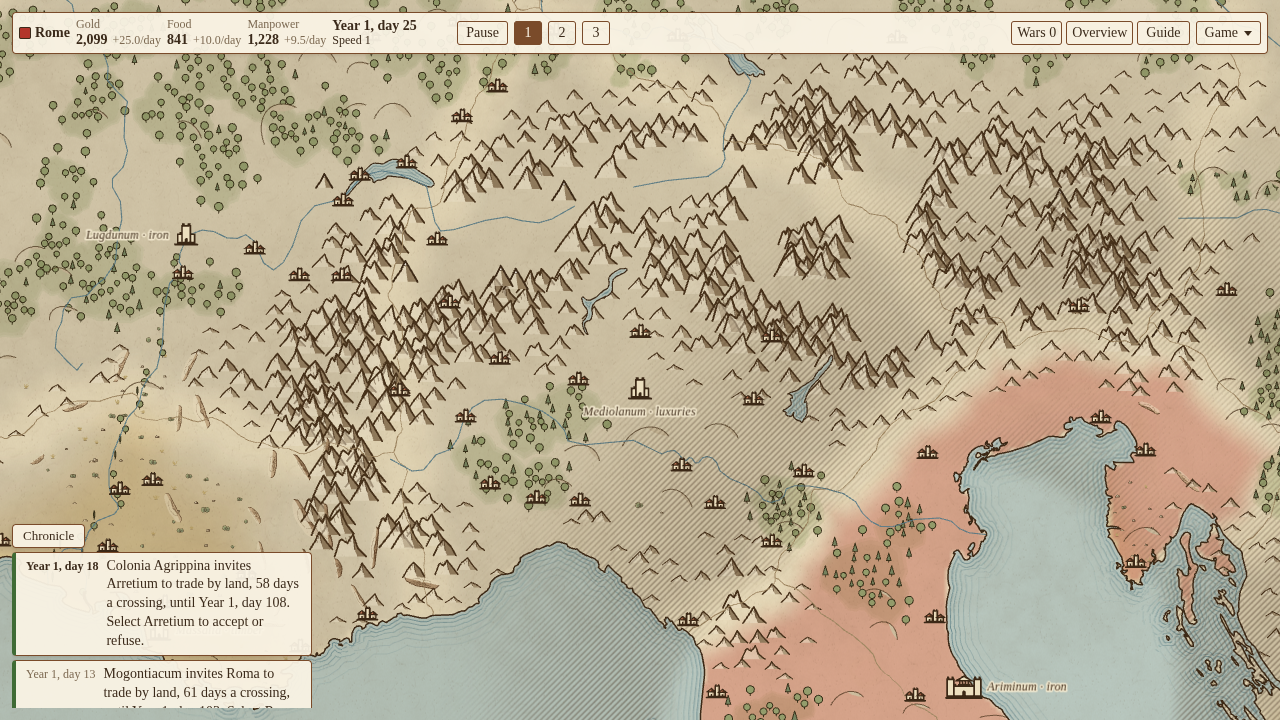 Rome
Gold
2,099 +25.0/day
Food
841 +10.0/day
Manpower
1,228 +9.5/day
Year 1, day 25
Speed 1
Pause
1
2
3
Wars 0
Overview
Guide
Game
Lugdunum · iron
Mediolanum · luxuries
Ariminum · iron
Chronicle
Year 1, day 18 Colonia Agrippina invites
Arretium to trade by land, 58 days
a crossing, until Year 1, day 108.
Select Arretium to accept or
refuse.
Year 1, day 13 Mogontiacum invites Roma to
trade by land, 61 days a crossing,